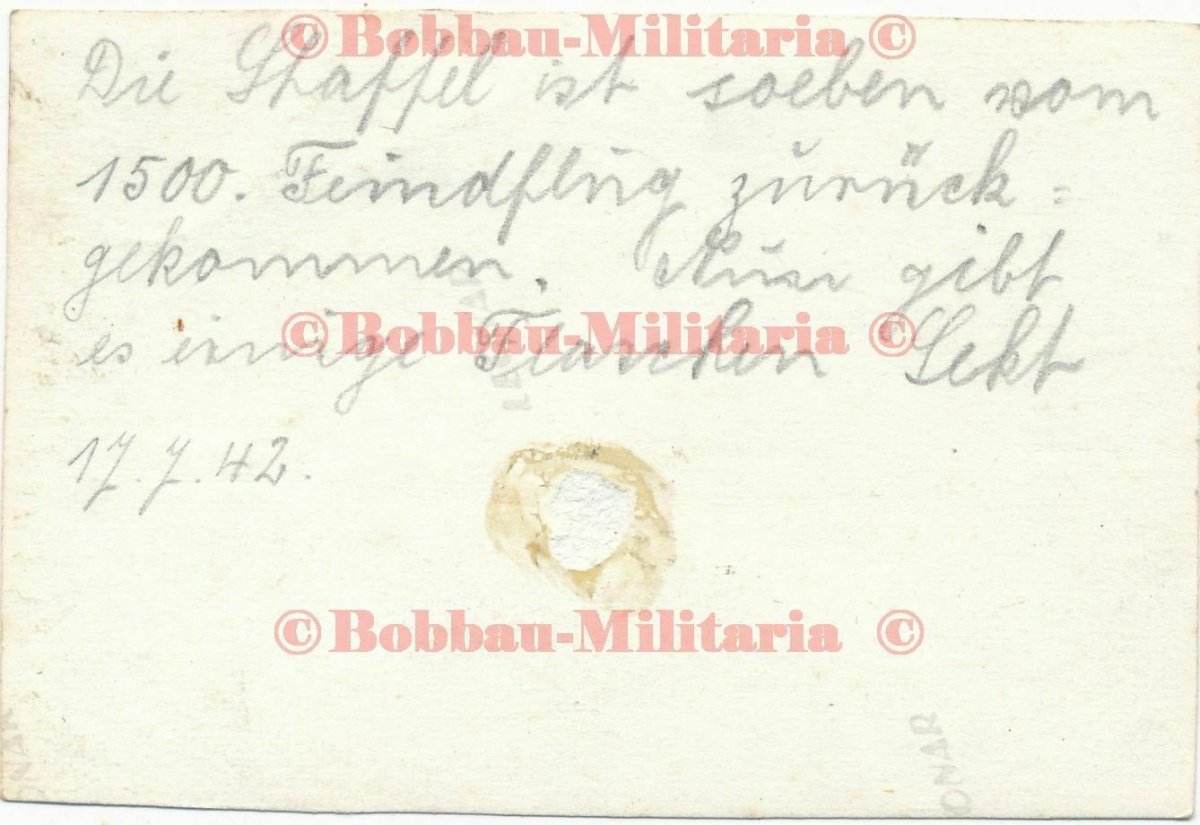 © Bobbau-Militaria ©
Die Staffel ist soeben vom
1500. Feindflug zurück=
gekommen. Nun gibt
© Bobbau-Militaria ©
es einige Flaschen Sekt
17.7.42.
© Bobbau-Militaria ©
ONAR